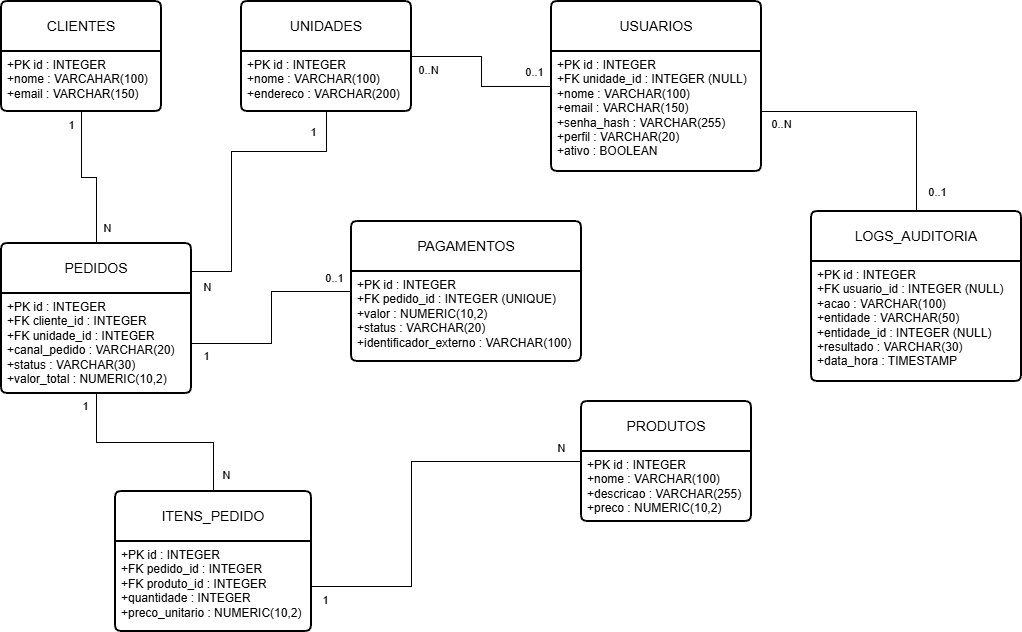 CLIENTES
+PK id : INTEGER
+nome : VARCAHAR(100)
+email : VARCHAR(150)
1
N
UNIDADES
+PK id : INTEGER
+nome : VARCHAR(100)
+endereco : VARCHAR(200)
0..N
0..1
1
N
USUARIOS
+PK id : INTEGER
+FK unidade_id : INTEGER (NULL)
+nome : VARCHAR(100)
+email : VARCHAR(150)
+senha_hash : VARCHAR(255)
+perfil : VARCHAR(20)
+ativo : BOOLEAN
0..N
0..1
PEDIDOS
+PK id : INTEGER
+FK cliente_id : INTEGER
+FK unidade_id : INTEGER
+canal_pedido : VARCHAR(20)
+status : VARCHAR(30)
+valor_total : NUMERIC(10,2)
1
0..1
PAGAMENTOS
+PK id : INTEGER
+FK pedido_id : INTEGER (UNIQUE)
+valor : NUMERIC(10,2)
+status : VARCHAR(20)
+identificador_externo : VARCHAR(100)
LOGS_AUDITORIA
+PK id : INTEGER
+FK usuario_id : INTEGER (NULL)
+acao : VARCHAR(100)
+entidade : VARCHAR(50)
+entidade_id : INTEGER (NULL)
+resultado : VARCHAR(30)
+data_hora : TIMESTAMP
1
N
ITENS_PEDIDO
+PK id : INTEGER
+FK pedido_id : INTEGER
+FK produto_id : INTEGER
+quantidade : INTEGER
+preco_unitario : NUMERIC(10,2)
1
N
PRODUTOS
+PK id : INTEGER
+nome : VARCHAR(100)
+descricao : VARCHAR(255)
+preco : NUMERIC(10,2)